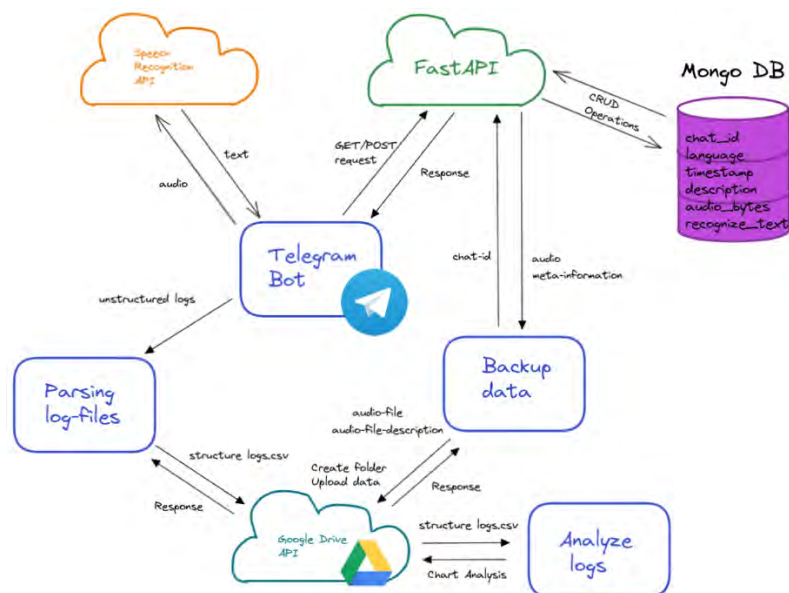 Speech
Recognition
API
FastAPI
Mongo DB
CRUD
Operations
chat_id
language
timestamp
description
audio_bytes
recognize_text
GET/POST
request
text
audio
Response
Telegram
Bot
chat-id
audio
meta-information
unstructured logs
Parsing
log-files
Backup
data
audio-file
audio-file-description
structure logs.csv
Create folder
Upload data
Response
Response
Google Drive
API
structure logs.csv
Chart Analysis
Analyze
logs